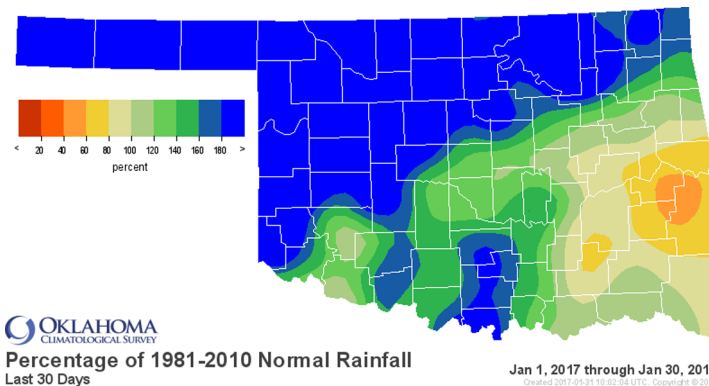 < 20 40 60 80 100 120 140 160 180 >
percent
OKLAHOMA
CLIMATOLOGICAL SURVEY
Percentage of 1981-2010 Normal Rainfall
Last 30 Days
Jan 1, 2017 through Jan 30, 201
Created 2017-01-31 10:02:04 UTC. Copyright © 20